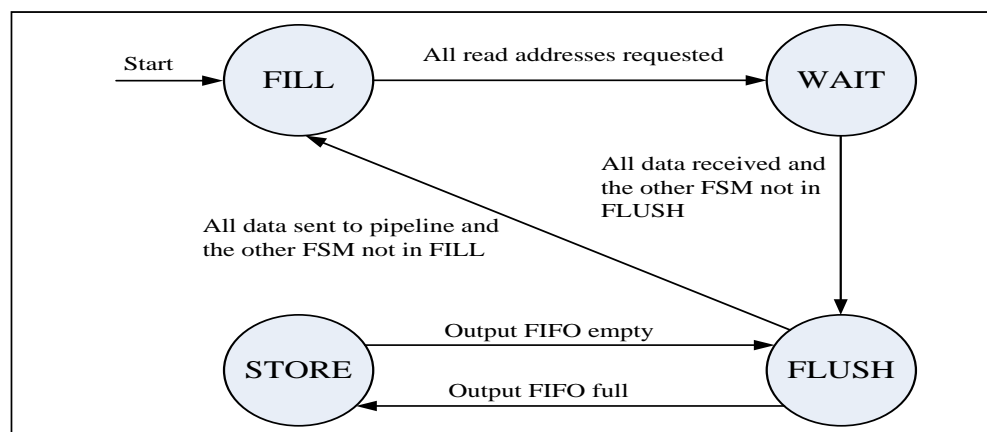 Start
FILL
All read addresses requested
WAIT
All data received and
the other FSM not in
FLUSH
All data sent to pipeline and
the other FSM not in FILL
STORE
Output FIFO empty
Output FIFO full
FLUSH